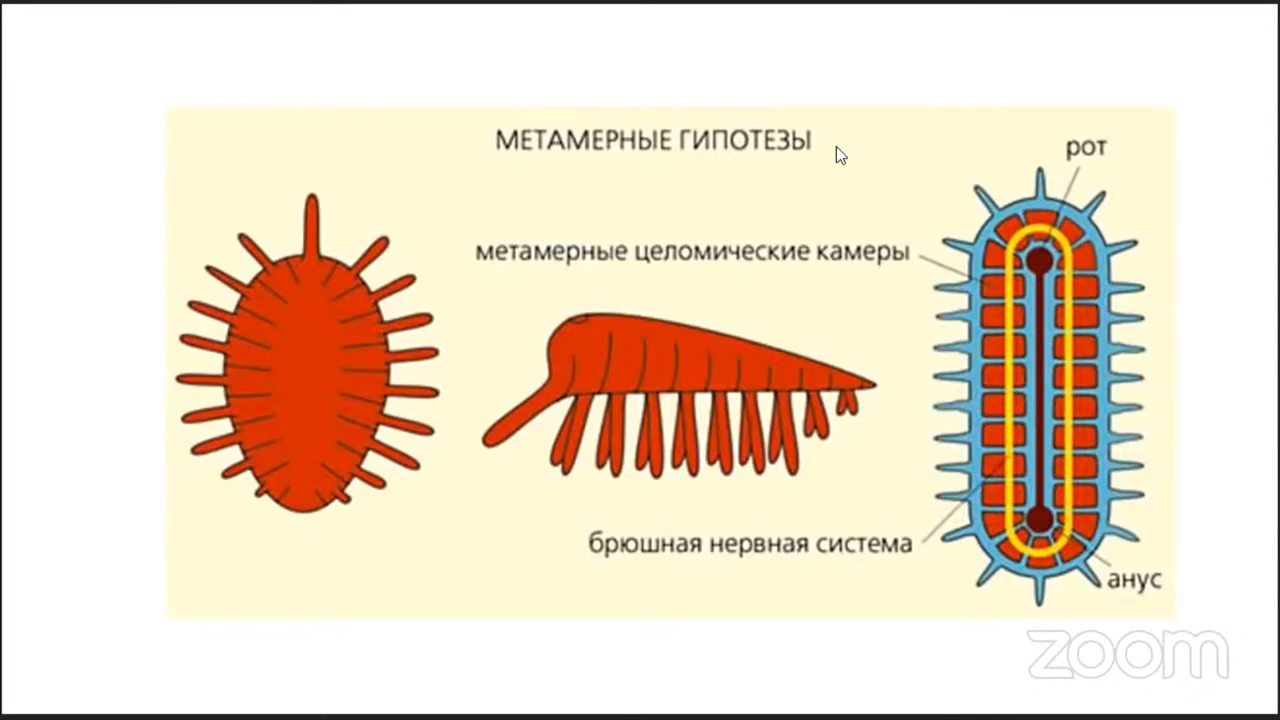 МЕТАМЕРНЫЕ ГИПОТЕЗЫ
рот
метамерные целомические камеры
брюшная нервная система
анус
zoom